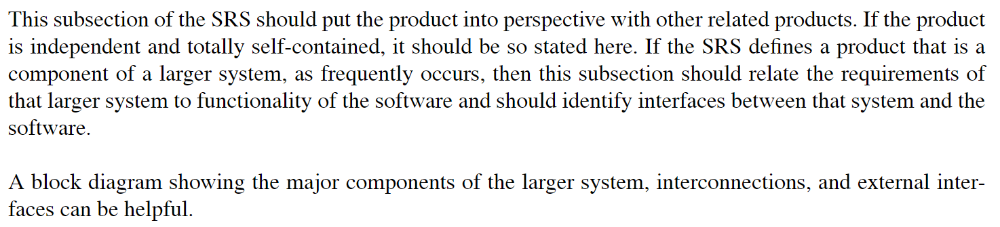 This subsection of the SRS should put the product into perspective with other related products. If the product
is independent and totally self-contained, it should be so stated here. If the SRS defines a product that is a
component of a larger system, as frequently occurs, then this subsection should relate the requirements of
that larger system to functionality of the software and should identify interfaces between that system and the
software.
A block diagram showing the major components of the larger system, interconnections, and external inter-
faces can be helpful.